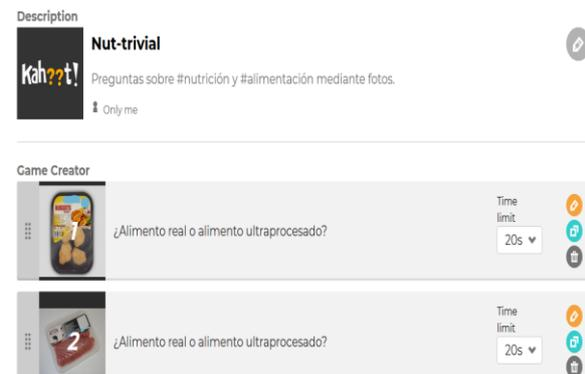 Description
Kah??t!
Nut-trivial
Preguntas sobre #nutrición y #alimentación mediante fotos.
Only me
Game Creator
1
¿Alimento real o alimento ultraprocesado?
Time
limit
20s
2
¿Alimento real o alimento ultraprocesado?
Time
limit
20s